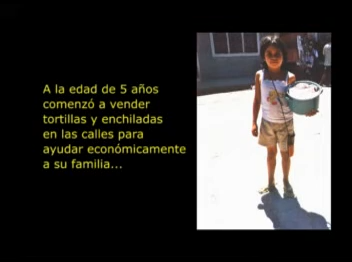 A la edad de 5 años
comenzó a vender
tortillas y enchiladas
en las calles para
ayudar económicamente
a su familia...